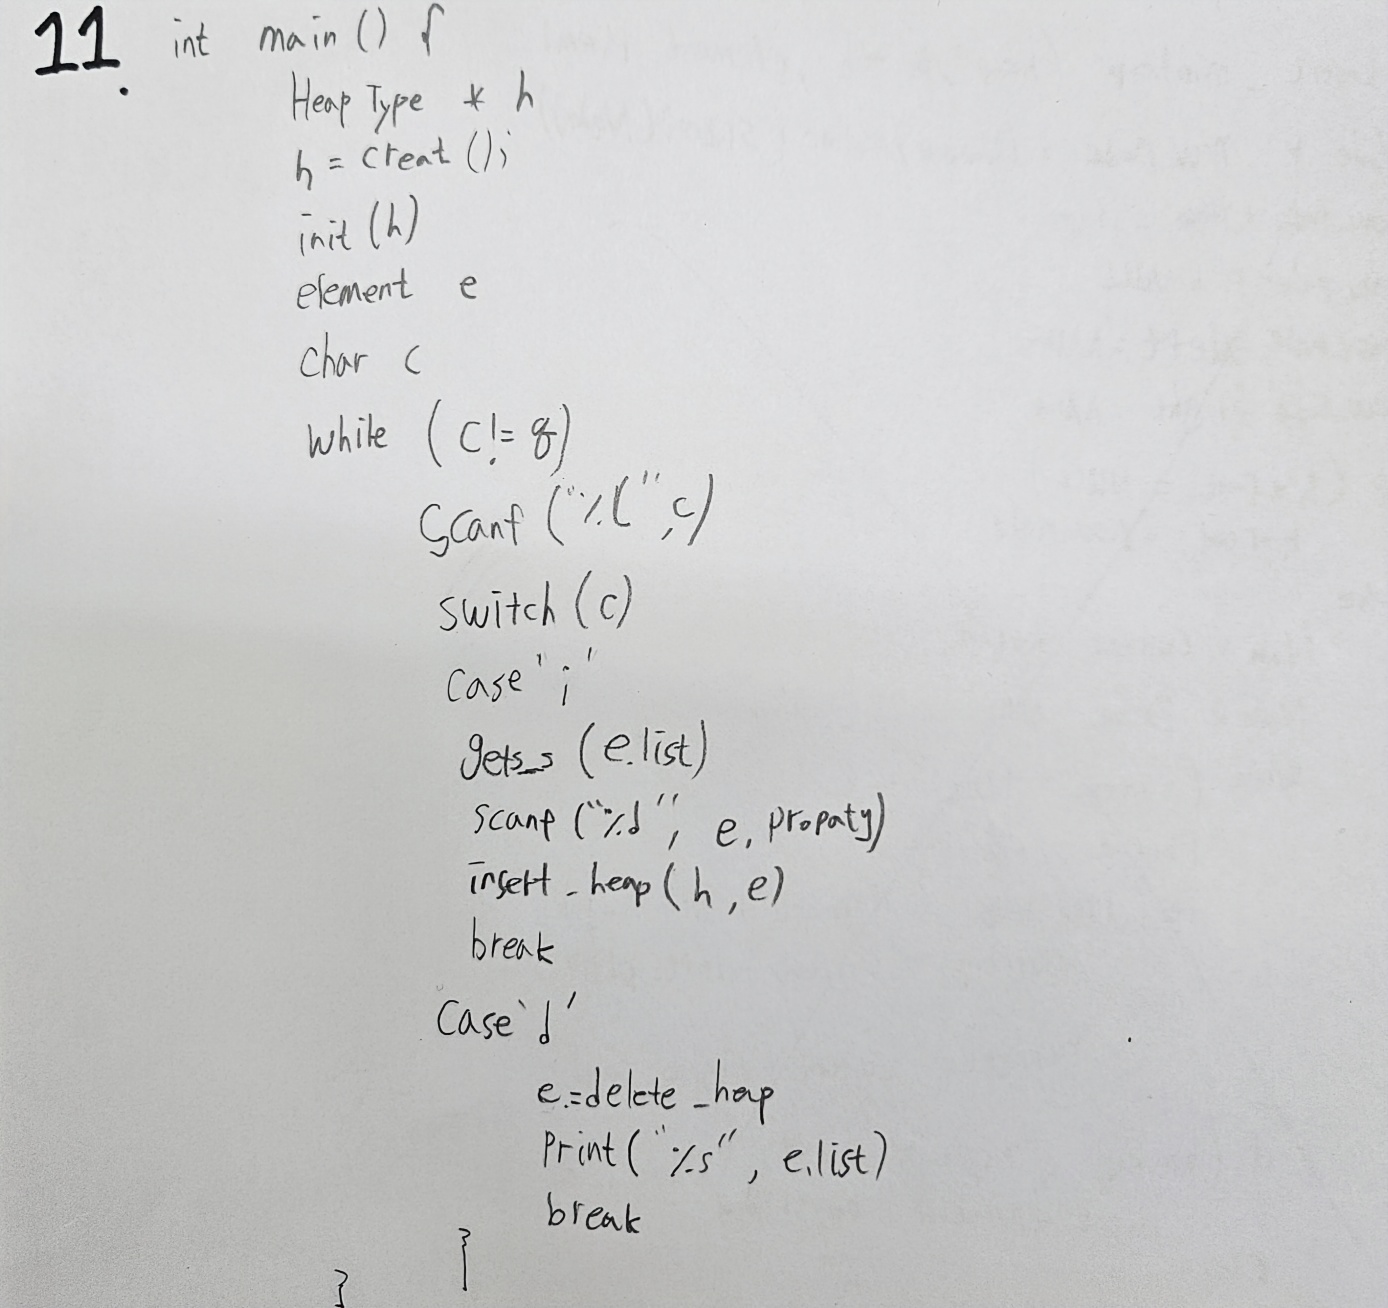 11. int main() {
Heap Type * h
h = creat();
init (h)
element e
char c
while (c != q)
scanf ("%c", c)
switch (c)
case 'i'
gets_s (e.list)
scanf ("%d", e. propaty)
insert_heap (h, e)
break
case 'd'
e.=delete_heap
print("%s", e.list)
break
}
}